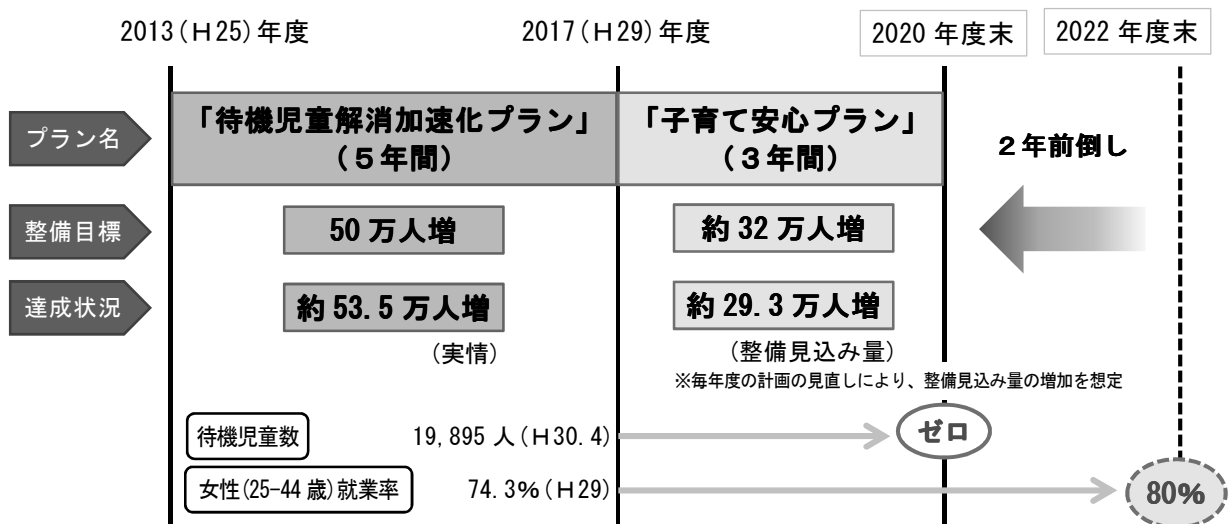 2013(H25)年度
2017(H29)年度
2020 年度末
2022 年度末
プラン名
「待機児童解消加速化プラン」
(5年間)
「子育て安心プラン」
(3年間)
2年前倒し
整備目標
50 万人増
約 32 万人増
達成状況
約 53.5 万人増
約 29.3 万人増
(実情)
(整備見込み量)
※毎年度の計画の見直しにより、整備見込み量の増加を想定
待機児童数
19,895 人(H30.4)
ゼロ
女性(25-44 歳)就業率
74.3%(H29)
80%